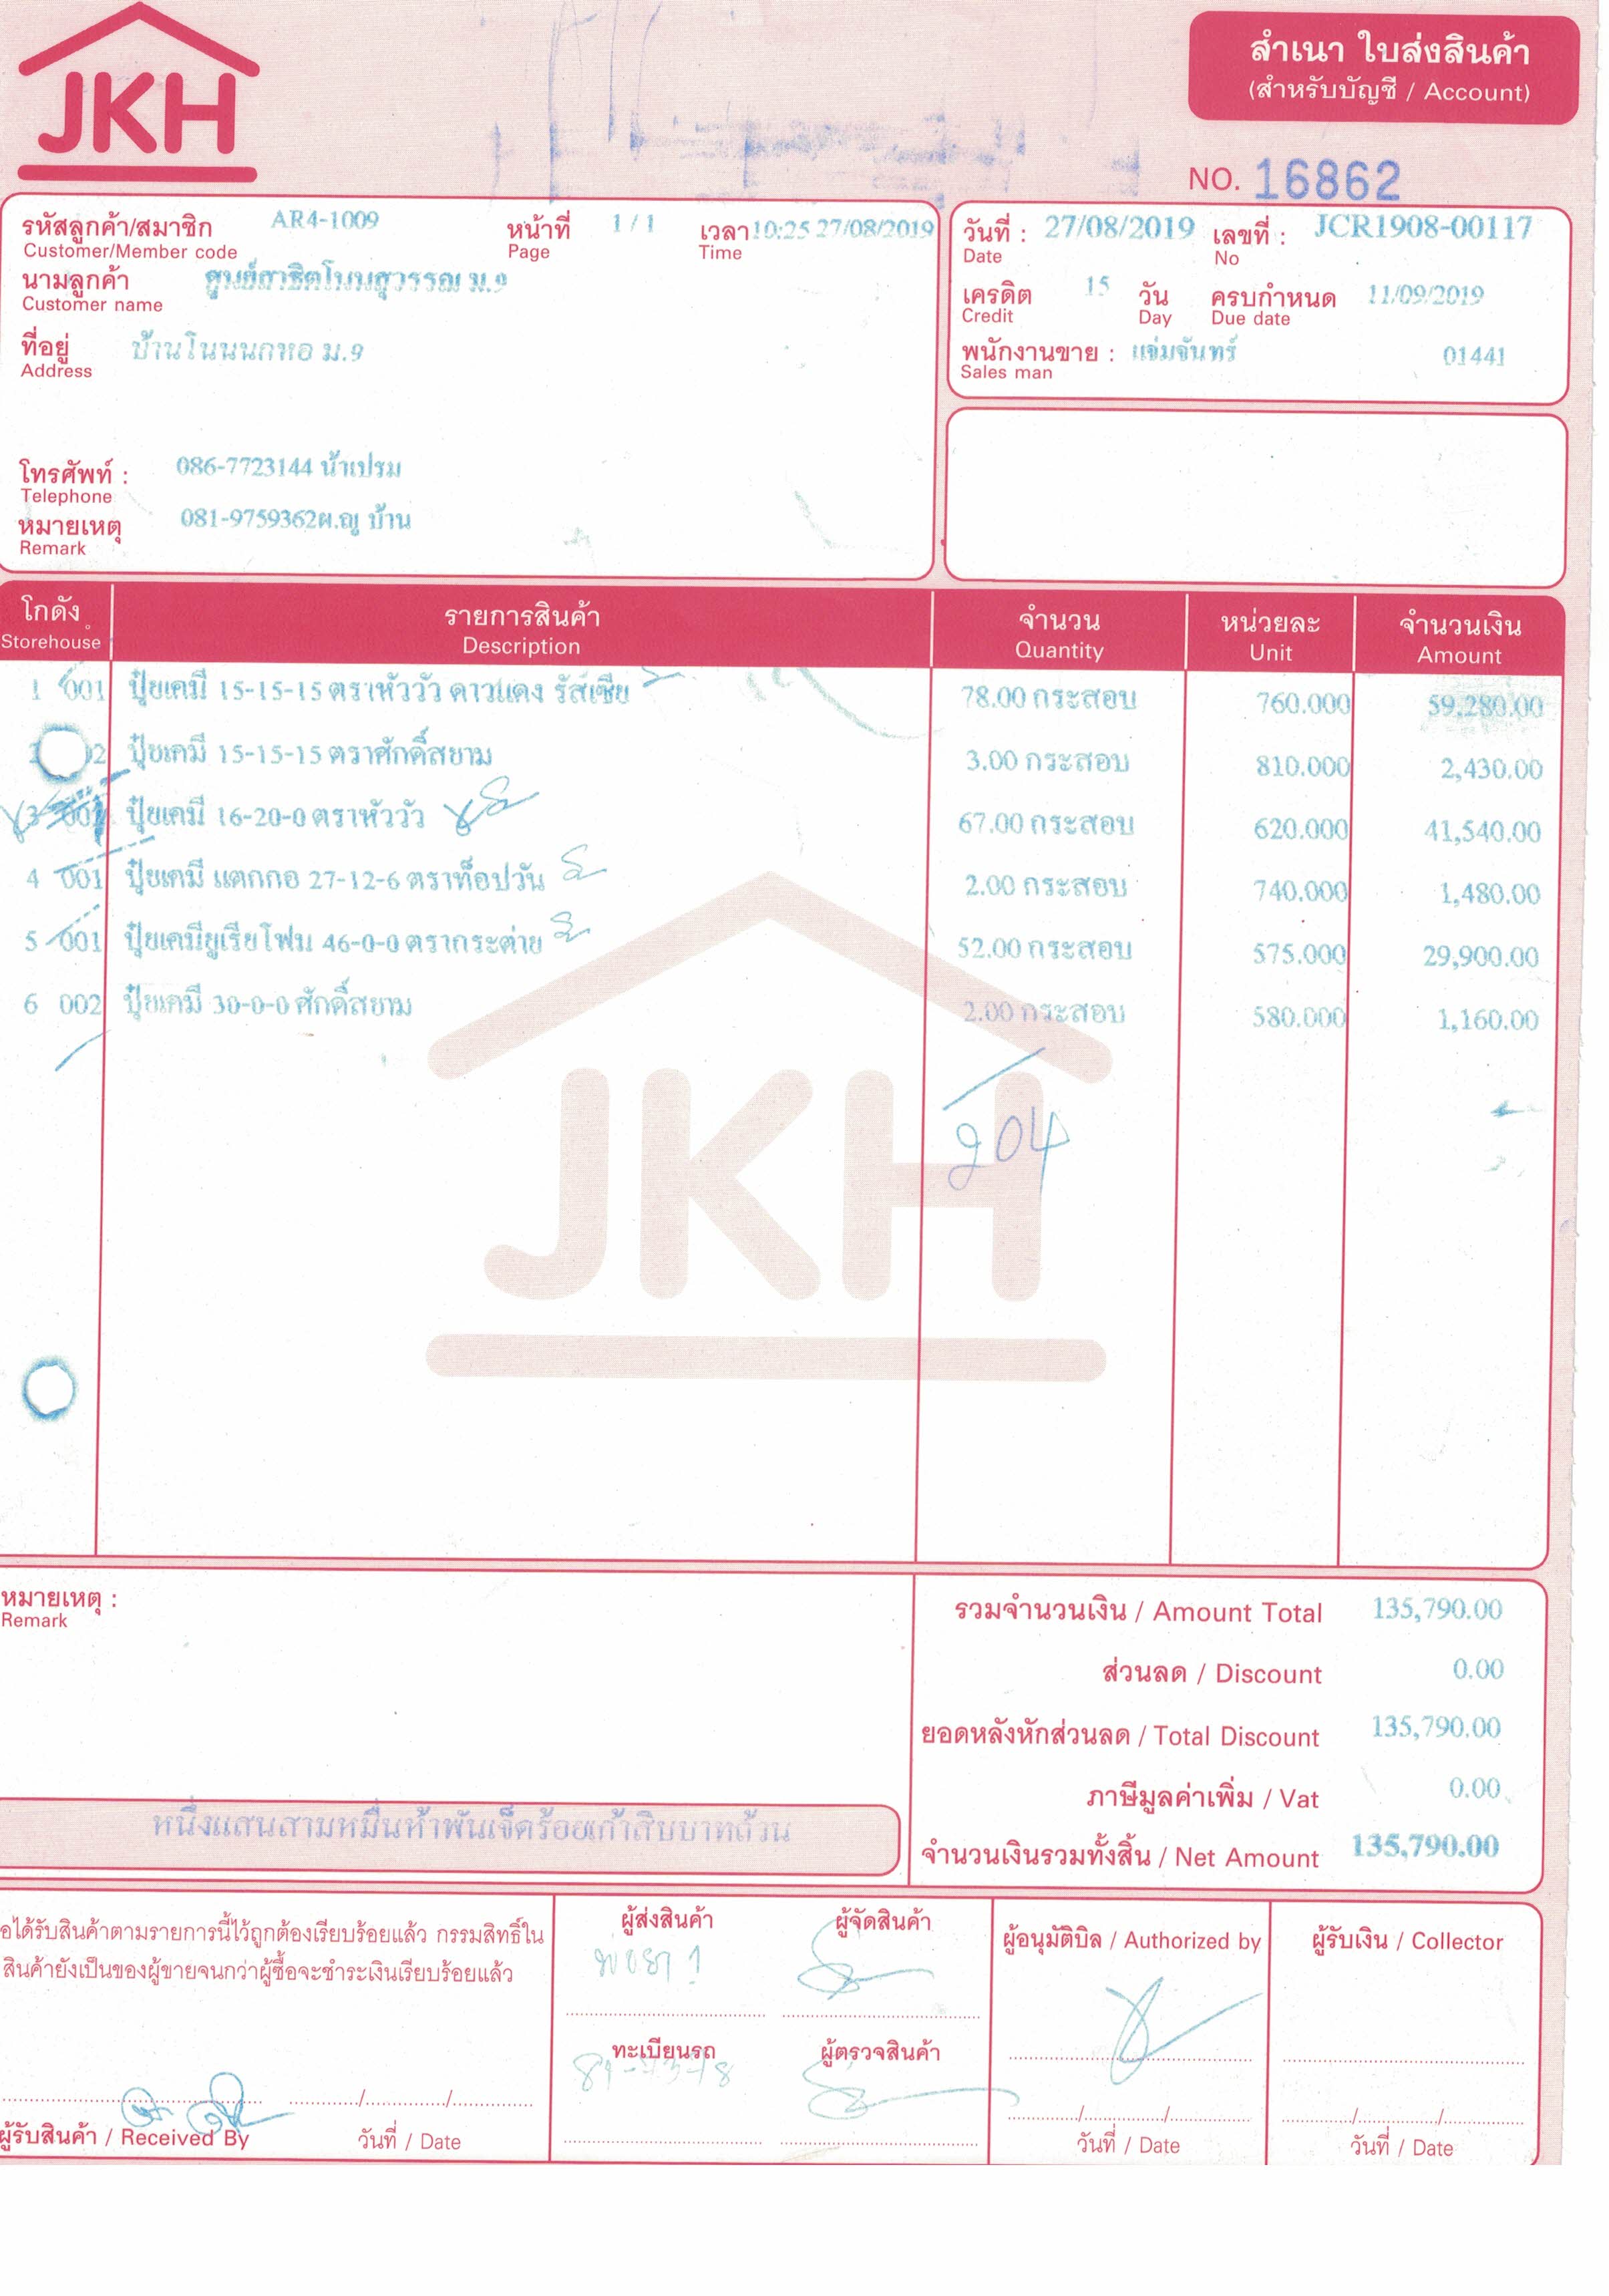 JKH
สำเนา ใบส่งสินค้า
(สำหรับบัญชี / Account)
NO. 16862
รหัสลูกค้า/สมาชิก AR4-1009 หน้าที่ 1 / 1 เวลา 10:25 27/08/2019
Customer/Member code Page Time
นามลูกค้า ศูนย์สาธิตโนนสุวรรณ ม.9
Customer name
ที่อยู่ บ้านโนนนกหอ ม.9
Address
โทรศัพท์ : 086-7723144 น้าเปรม
Telephone
หมายเหตุ 081-9759362ผ.ญ บ้าน
Remark
วันที่ : 27/08/2019 เลขที่ : JCR1908-00117
Date No
เครดิต 15 วัน ครบกำหนด 11/09/2019
Credit Day Due date
พนักงานขาย : แจ่มจันทร์ 01441
Sales man
โกดัง รายการสินค้า จำนวน หน่วยละ จำนวนเงิน
Storehouse Description Quantity Unit Amount
1 001 ปุ๋ยเคมี 15-15-15 ตราหัววัว ดาวแดง รัสเซีย 78.00 กระสอบ 760.000 59,280.00
2 ปุ๋ยเคมี 15-15-15 ตราศักดิ์สยาม 3.00 กระสอบ 810.000 2,430.00
3 001 ปุ๋ยเคมี 16-20-0 ตราหัววัว 67.00 กระสอบ 620.000 41,540.00
4 001 ปุ๋ยเคมี แตกกอ 27-12-6 ตราท็อปวัน 2.00 กระสอบ 740.000 1,480.00
5 001 ปุ๋ยเคมียูเรียโฟม 46-0-0 ตรากระต่าย 52.00 กระสอบ 575.000 29,900.00
6 002 ปุ๋ยเคมี 30-0-0 ศักดิ์สยาม 2.00 กระสอบ 580.000 1,160.00
204
JKH
หมายเหตุ :
Remark
รวมจำนวนเงิน / Amount Total 135,790.00
ส่วนลด / Discount 0.00
ยอดหลังหักส่วนลด / Total Discount 135,790.00
ภาษีมูลค่าเพิ่ม / Vat 0.00
หนึ่งแสนสามหมื่นห้าพันเจ็ดร้อยเก้าสิบบาทถ้วน
จำนวนเงินรวมทั้งสิ้น / Net Amount 135,790.00
อได้รับสินค้าตามรายการนี้ไว้ถูกต้องเรียบร้อยแล้ว กรรมสิทธิ์ใน
สินค้ายังเป็นของผู้ขายจนกว่าผู้ซื้อจะชำระเงินเรียบร้อยแล้ว
ผู้รับสินค้า / Received By วันที่ / Date
ผู้ส่งสินค้า ผู้จัดสินค้า
ทะเบียนรถ ผู้ตรวจสินค้า
ผู้อนุมัติบิล / Authorized by
วันที่ / Date
ผู้รับเงิน / Collector
วันที่ / Date